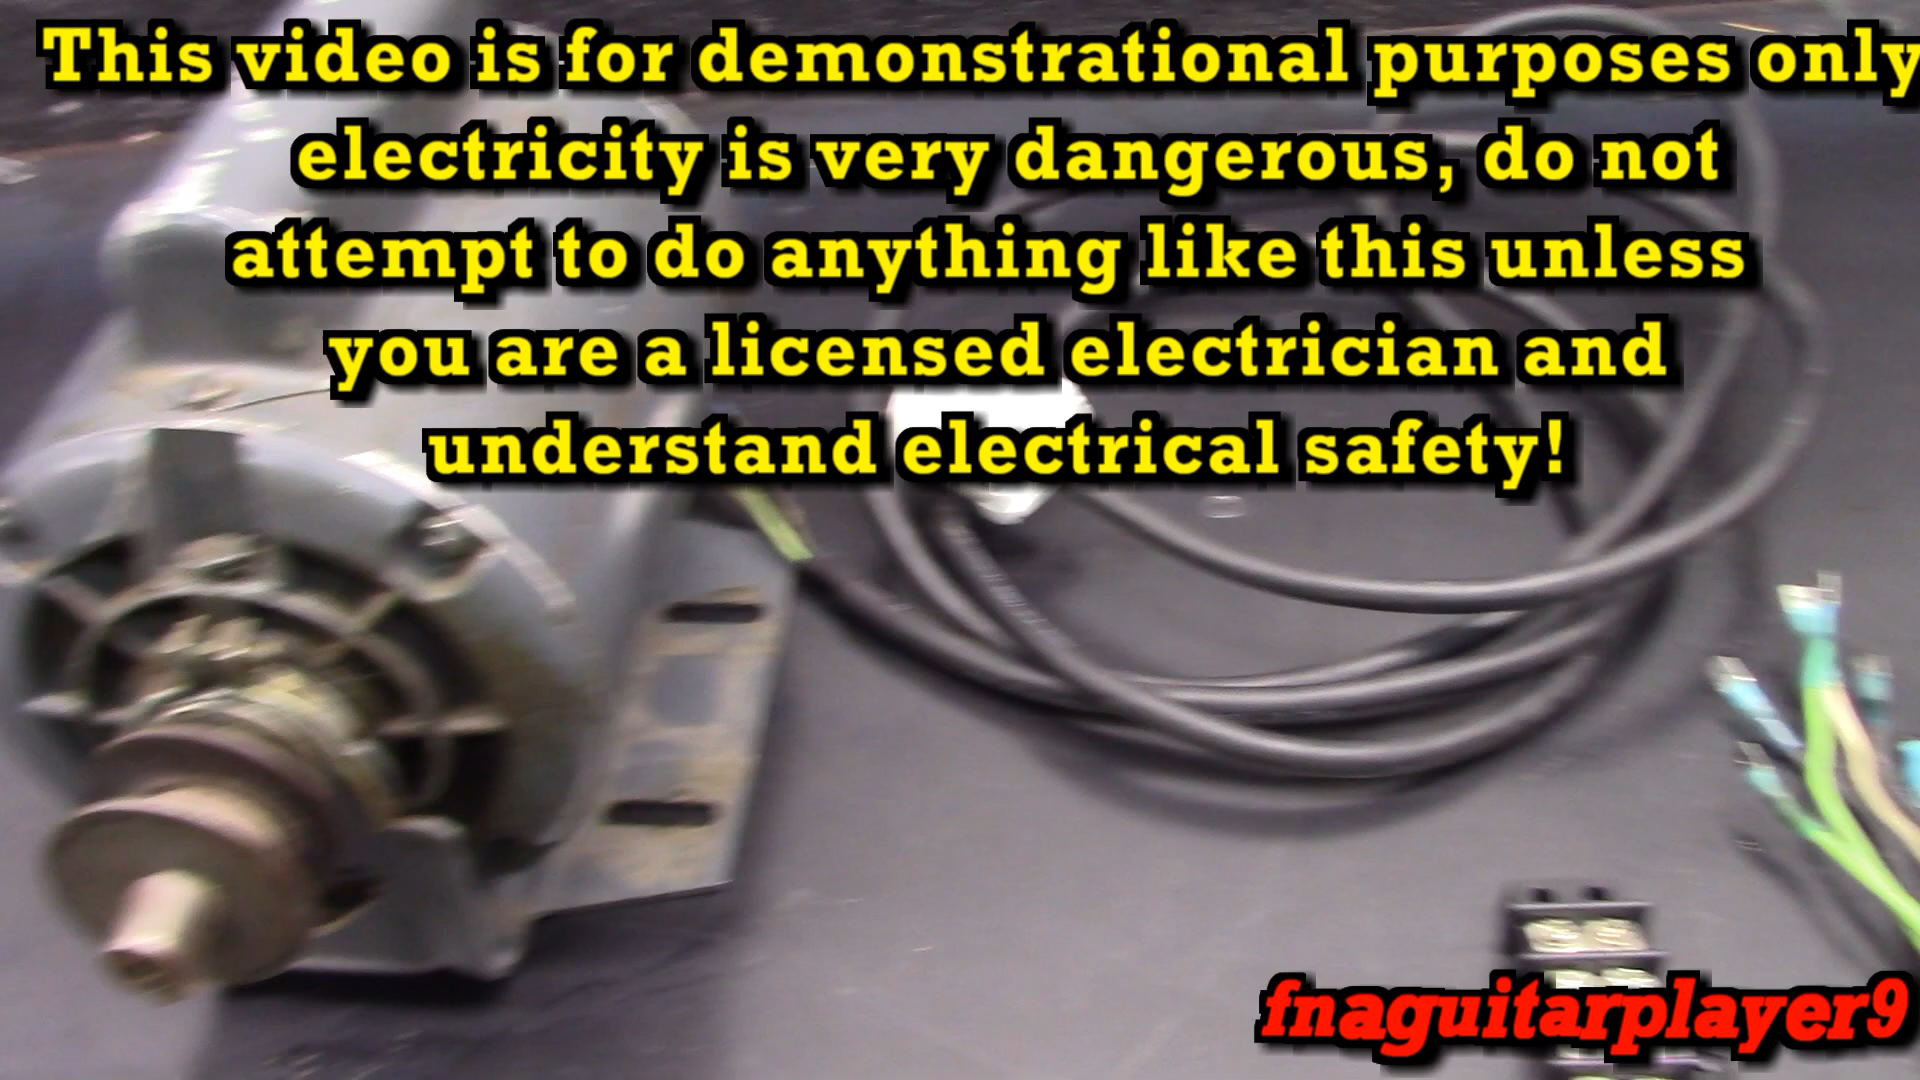 This video is for demonstrational purposes only
electricity is very dangerous, do not
attempt to do anything like this unless
you are a licensed electrician and
understand electrical safety!
fnaguitarplayer9